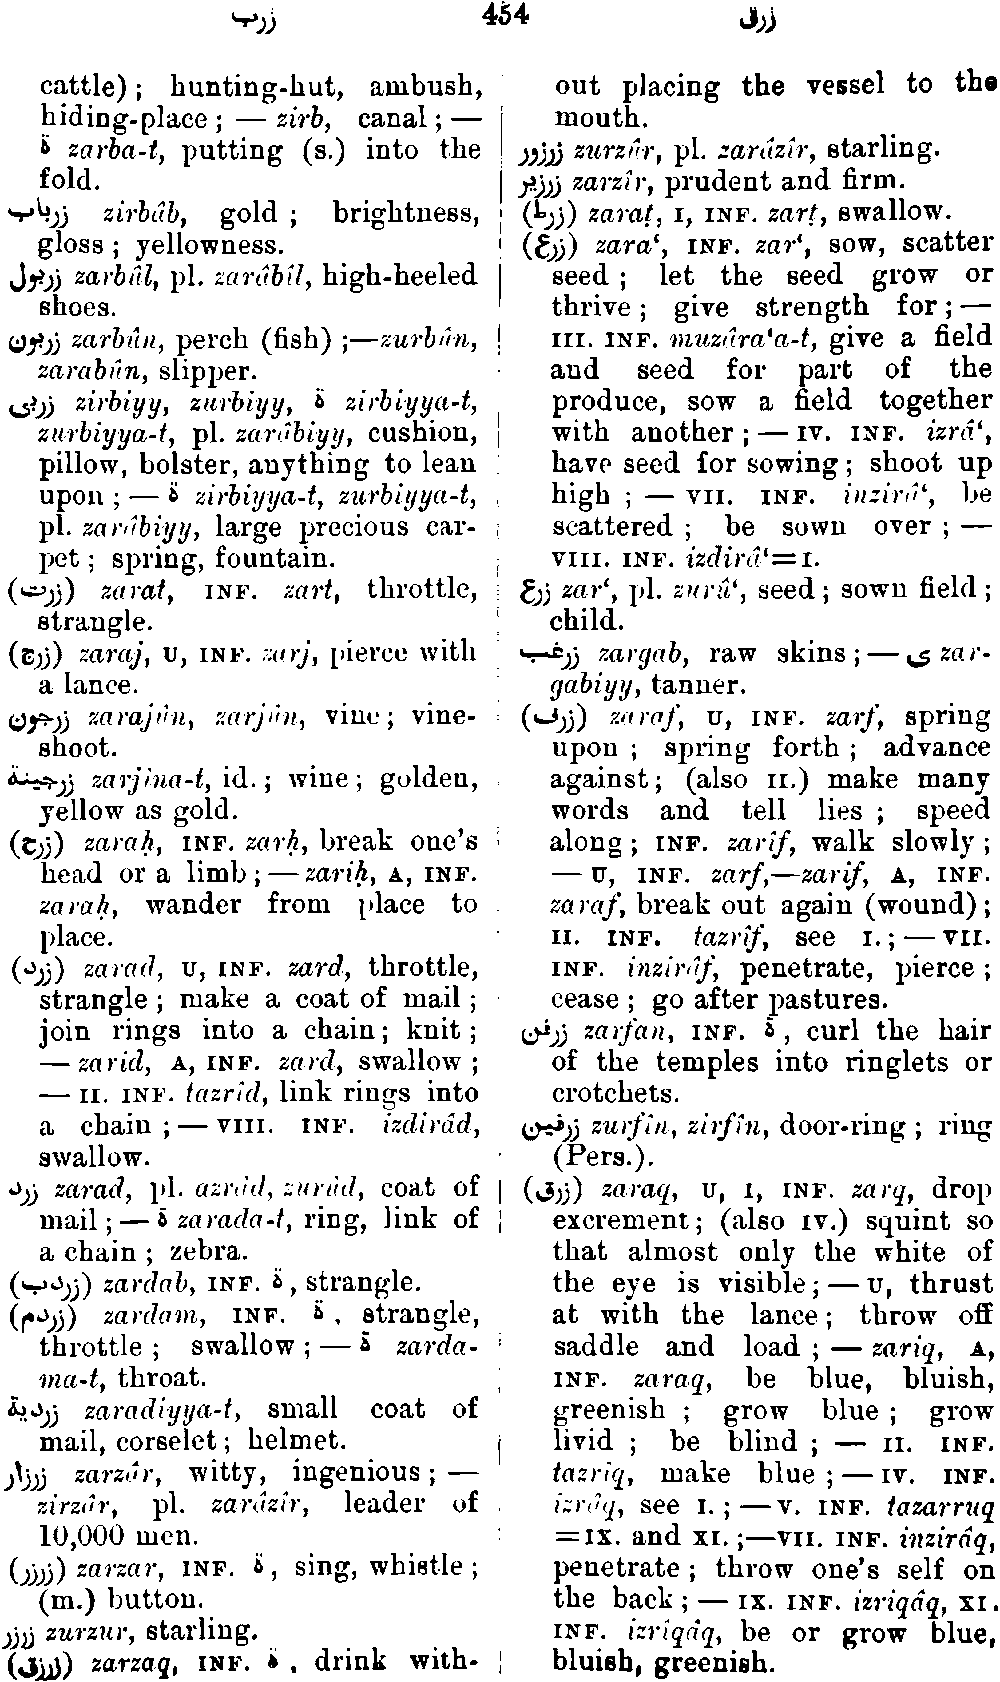 زرب
454
زرق
cattle); hunting-hut, ambush,
hiding-place; — zirb, canal; —
ة zarba-t, putting (s.) into the
fold.
زرباب zirbâb, gold; brightness,
gloss; yellowness.
زربول zarbûl, pl. zarâbîl, high-heeled
shoes.
زربون zarbûn, perch (fish);—zurbûn,
zarabûn, slipper.
زربى zirbiyy, zurbiyy, ة zirbiyya-t,
zurbiyya-t, pl. zarâbiyy, cushion,
pillow, bolster, anything to lean
upon; — ة zirbiyya-t, zurbiyya-t,
pl. zarâbiyy, large precious car-
pet; spring, fountain.
(زرت) zarat, INF. zart, throttle,
strangle.
(زرج) zaraj, U, INF. zarj, pierce with
a lance.
زرجون zarajûn, zarjûn, vine; vine-
shoot.
زرجينة zarjîna-t, id.; wine; golden,
yellow as gold.
(زرح) zaraḥ, INF. zarḥ, break one's
head or a limb;—zariḥ, A, INF.
zaraḥ, wander from place to
place.
(زرد) zarad, U, INF. zard, throttle,
strangle; make a coat of mail;
join rings into a chain; knit;
— zarid, A, INF. zard, swallow;
— II. INF. tazrîd, link rings into
a chain;— VIII. INF. izdirâd,
swallow.
زرد zarad, pl. azrâd, zurûd, coat of
mail;— ة zarada-t, ring, link of
a chain; zebra.
(زردب) zardab, INF. ة, strangle.
(زردم) zardam, INF. ة, strangle,
throttle; swallow;— ة zarda-
ma-t, throat.
زردية zaradiyya-t, small coat of
mail, corselet; helmet.
زرزار zarzâr, witty, ingenious; —
zirzâr, pl. zarâzîr, leader of
10,000 men.
(زرزر) zarzar, INF. ة, sing, whistle;
(m.) button.
زرزر zurzur, starling.
(زرزق) zarzaq, INF. ة, drink with-
out placing the vessel to the
mouth.
زرزور zurzûr, pl. zarâzîr, starling.
زرزير zarzîr, prudent and firm.
(زرط) zaraṭ, I, INF. zarṭ, swallow.
(زرع) zara‘, INF. zar‘, sow, scatter
seed; let the seed grow or
thrive; give strength for; —
III. INF. muzâra‘a-t, give a field
and seed for part of the
produce, sow a field together
with another;— IV. INF. izrâ‘,
have seed for sowing; shoot up
high; — VII. INF. inzirâ‘, be
scattered; be sown over; —
VIII. INF. izdirâ‘=I.
زرع zar‘, pl. zurû‘, seed; sown field;
child.
زرغب zargab, raw skins;— ى zar-
gabiyy, tanner.
(زرف) zaraf, U, INF. zarf, spring
upon; spring forth; advance
against; (also II.) make many
words and tell lies; speed
along; INF. zarîf, walk slowly;
— U, INF. zarf,—zarif, A, INF.
zaraf, break out again (wound);
II. INF. tazrîf, see I.; — VII.
INF. inzirâf, penetrate, pierce;
cease; go after pastures.
زرفن zarfan, INF. ة, curl the hair
of the temples into ringlets or
crotchets.
زرفين zurfîn, zirfîn, door-ring; ring
(Pers.).
(زرق) zaraq, U, I, INF. zarq, drop
excrement; (also IV.) squint so
that almost only the white of
the eye is visible;— U, thrust
at with the lance; throw off
saddle and load; — zariq, A,
INF. zaraq, be blue, bluish,
greenish; grow blue; grow
livid; be blind; — II. INF.
tazrîq, make blue;— IV. INF.
izrâq, see I.; — V. INF. tazarruq
=IX. and XI.;—VII. INF. inzirâq,
penetrate; throw one's self on
the back;— IX. INF. izriqâq, XI.
INF. izrîqâq, be or grow blue,
bluish, greenish.